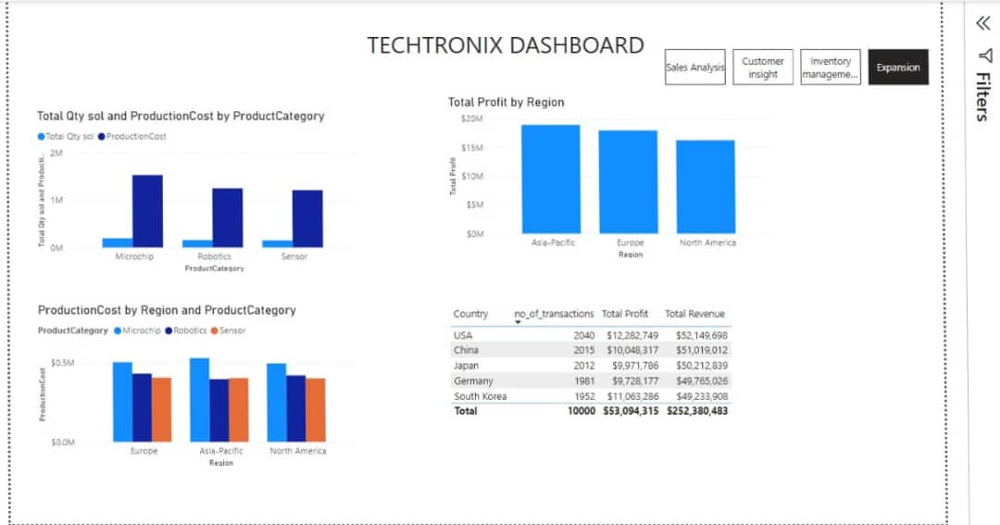 TECHTRONIX DASHBOARD
Sales Analysis
Customer
insight
Inventory
manageme...
Expansion
Filters
Total Qty sol and ProductionCost by ProductCategory
Total Qty sol ProductionCost
Total Qty sol and Producti...
2M
1M
0M
Microchip Robotics Sensor
ProductCategory
Total Profit by Region
Total Profit
$20M
$15M
$10M
$5M
$0M
Asia-Pacific Europe North America
Region
ProductionCost by Region and ProductCategory
ProductCategory Microchip Robotics Sensor
ProductionCost
$0.5M
$0.0M
Europe Asia-Pacific North America
Region
Country no_of_transactions Total Profit Total Revenue
USA 2040 $12,282,749 $52,149,698
China 2015 $10,048,317 $51,019,012
Japan 2012 $9,971,786 $50,212,839
Germany 1981 $9,728,177 $49,765,026
South Korea 1952 $11,063,286 $49,233,908
Total 10000 $53,094,315 $252,380,483